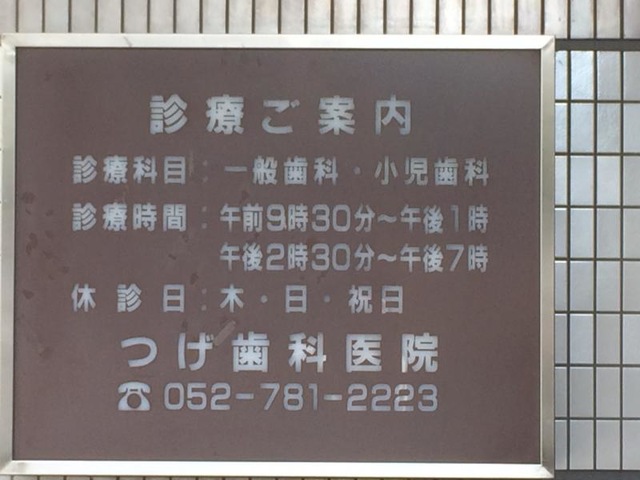 診療ご案内
診療科目:一般歯科・小児歯科
診療時間:午前9時30分〜午後1時
午後2時30分〜午後7時
休診日:木・日・祝日
つげ歯科医院
☎052-781-2223